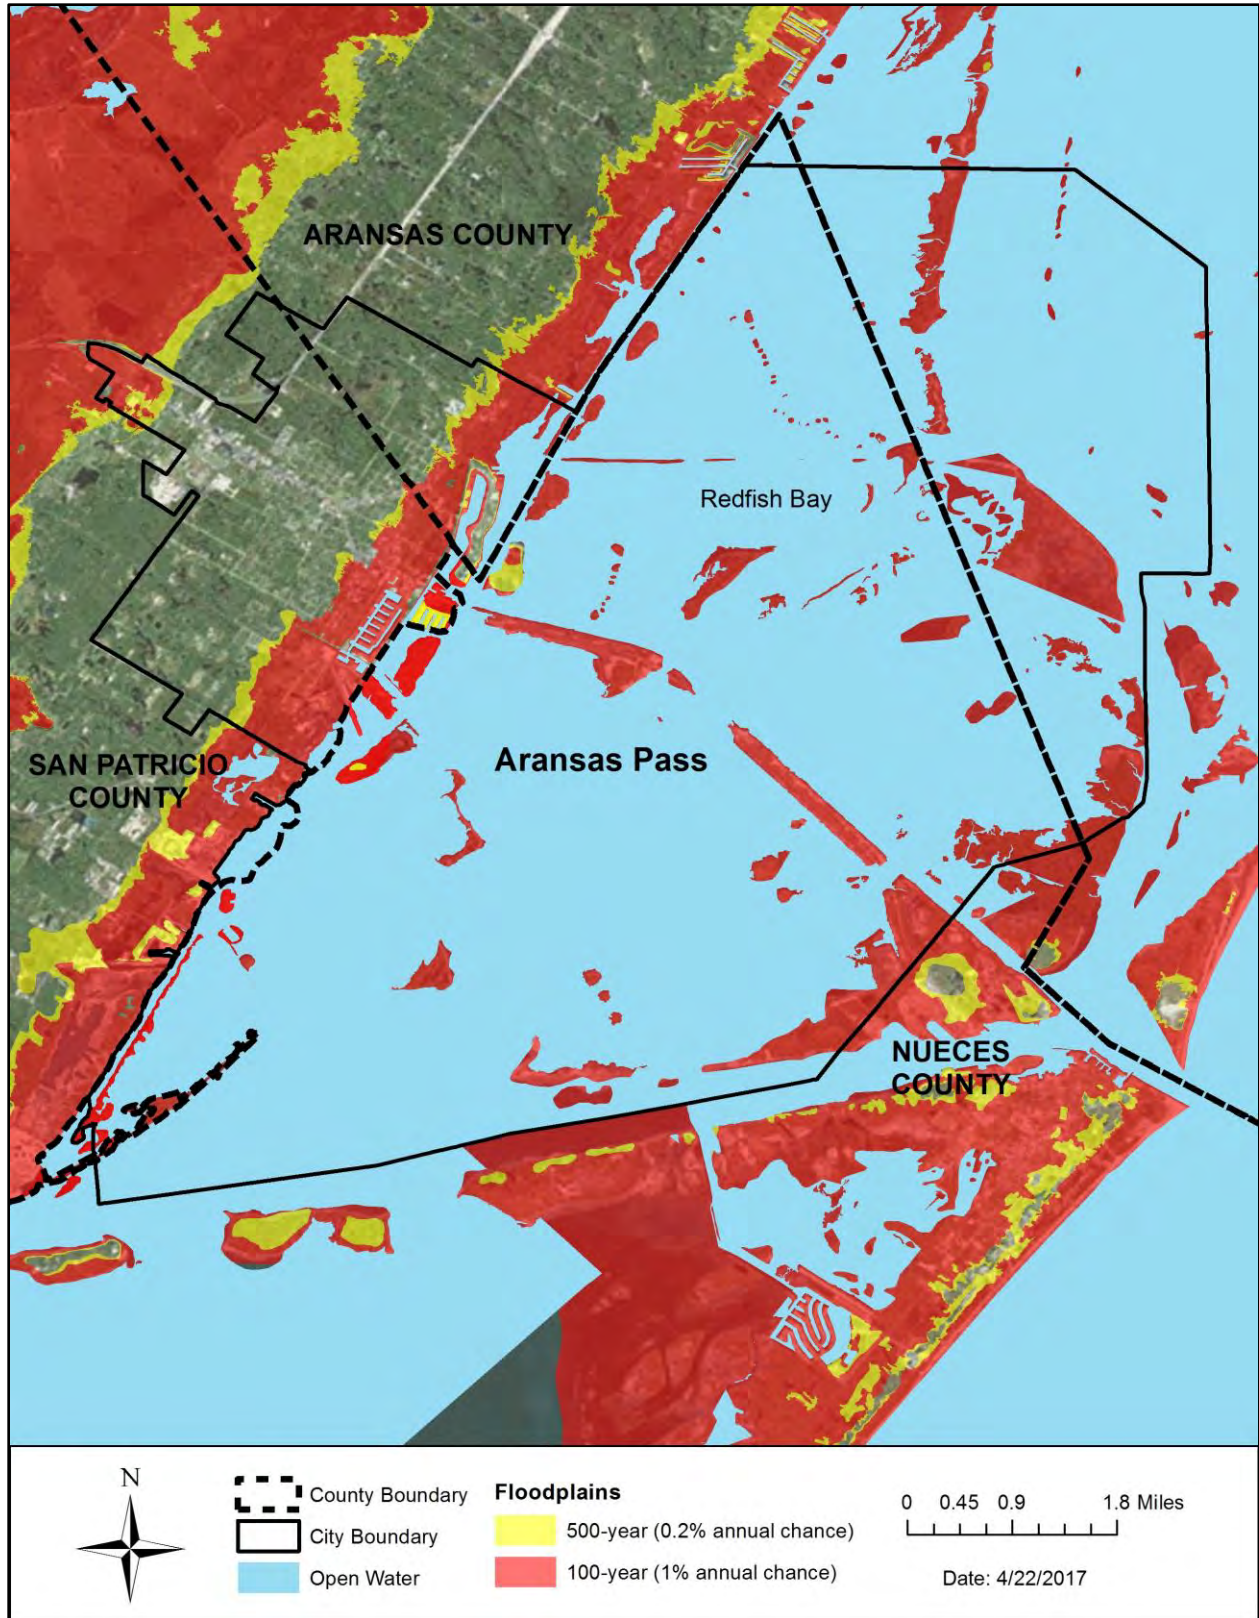 ARANSAS COUNTY
Redfish Bay
Aransas Pass
SAN PATRICIO
COUNTY
NUECES
COUNTY
N
County Boundary
City Boundary
Open Water
Floodplains
500-year (0.2% annual chance)
100-year (1% annual chance)
0 0.45 0.9 1.8 Miles
Date: 4/22/2017